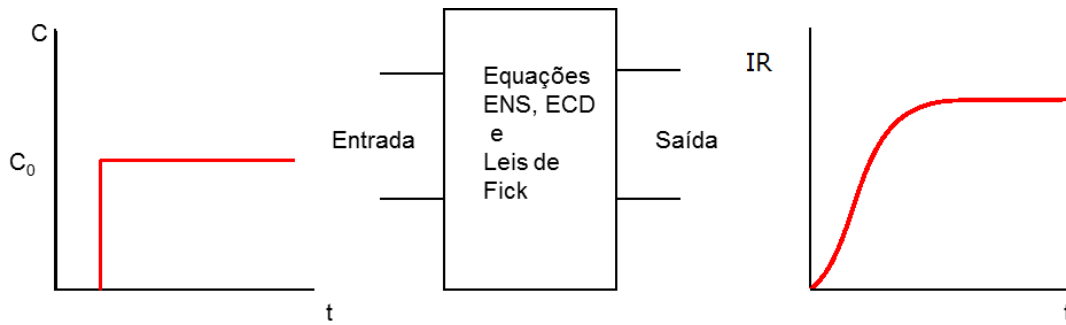 C
C0
t
Entrada
Equações
ENS, ECD
e
Leis de
Fick
Saída
IR
t